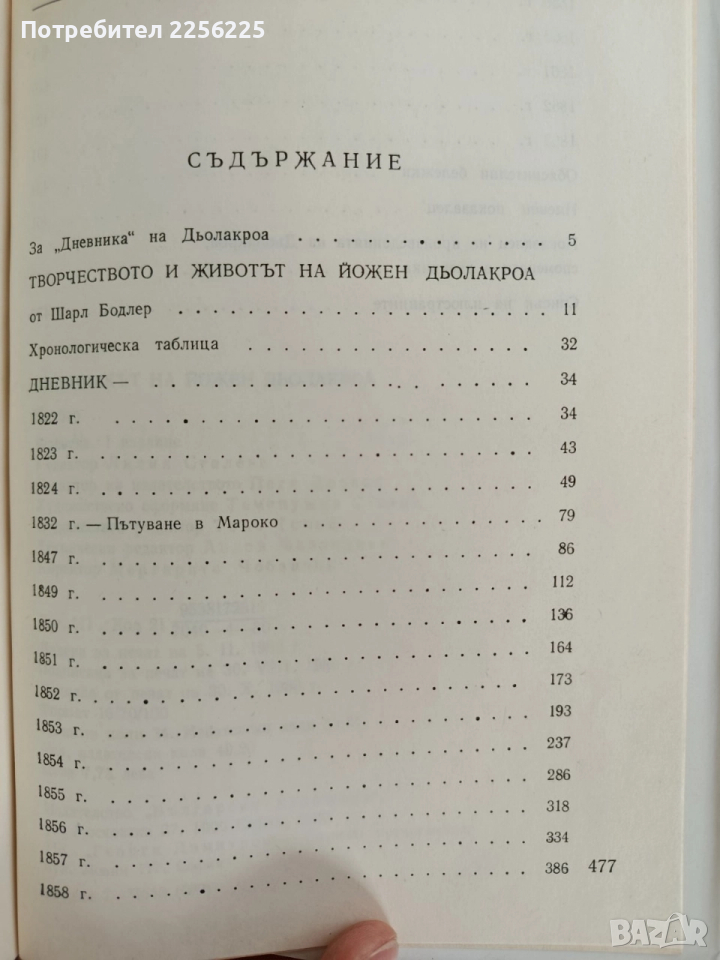 Потребител 2256225
СЪДЪРЖАНИЕ
За „Дневника“ на Дьолакроа . . . . . . . . . . . 5
ТВОРЧЕСТВОТО И ЖИВОТЪТ НА ЙОЖЕН ДЬОЛАКРОА
от Шарл Бодлер . . . . . . . . . . . . . . . . 11
Хронологическа таблица . . . . . . . . . . . . 32
ДНЕВНИК — . . . . . . . . . . . . . . . . 34
1822 г. . . . . . . . . . . . . . . . . . . 34
1823 г. . . . . . . . . . . . . . . . . . . 43
1824 г. . . . . . . . . . . . . . . . . . . 49
1832 г. — Пътуване в Мароко . . . . . . . . . . 79
1847 г. . . . . . . . . . . . . . . . . . . 86
1849 г. . . . . . . . . . . . . . . . . . . 112
1850 г. . . . . . . . . . . . . . . . . . . 136
1851 г. . . . . . . . . . . . . . . . . . . 164
1852 г. . . . . . . . . . . . . . . . . . . 173
1853 г. . . . . . . . . . . . . . . . . . . 193
1854 г. . . . . . . . . . . . . . . . . . . 237
1855 г. . . . . . . . . . . . . . . . . . . 286
1856 г. . . . . . . . . . . . . . . . . . . 318
1857 г. . . . . . . . . . . . . . . . . . . 334
1858 г. . . . . . . . . . . . . . . . . . . 386
477
BAZAR